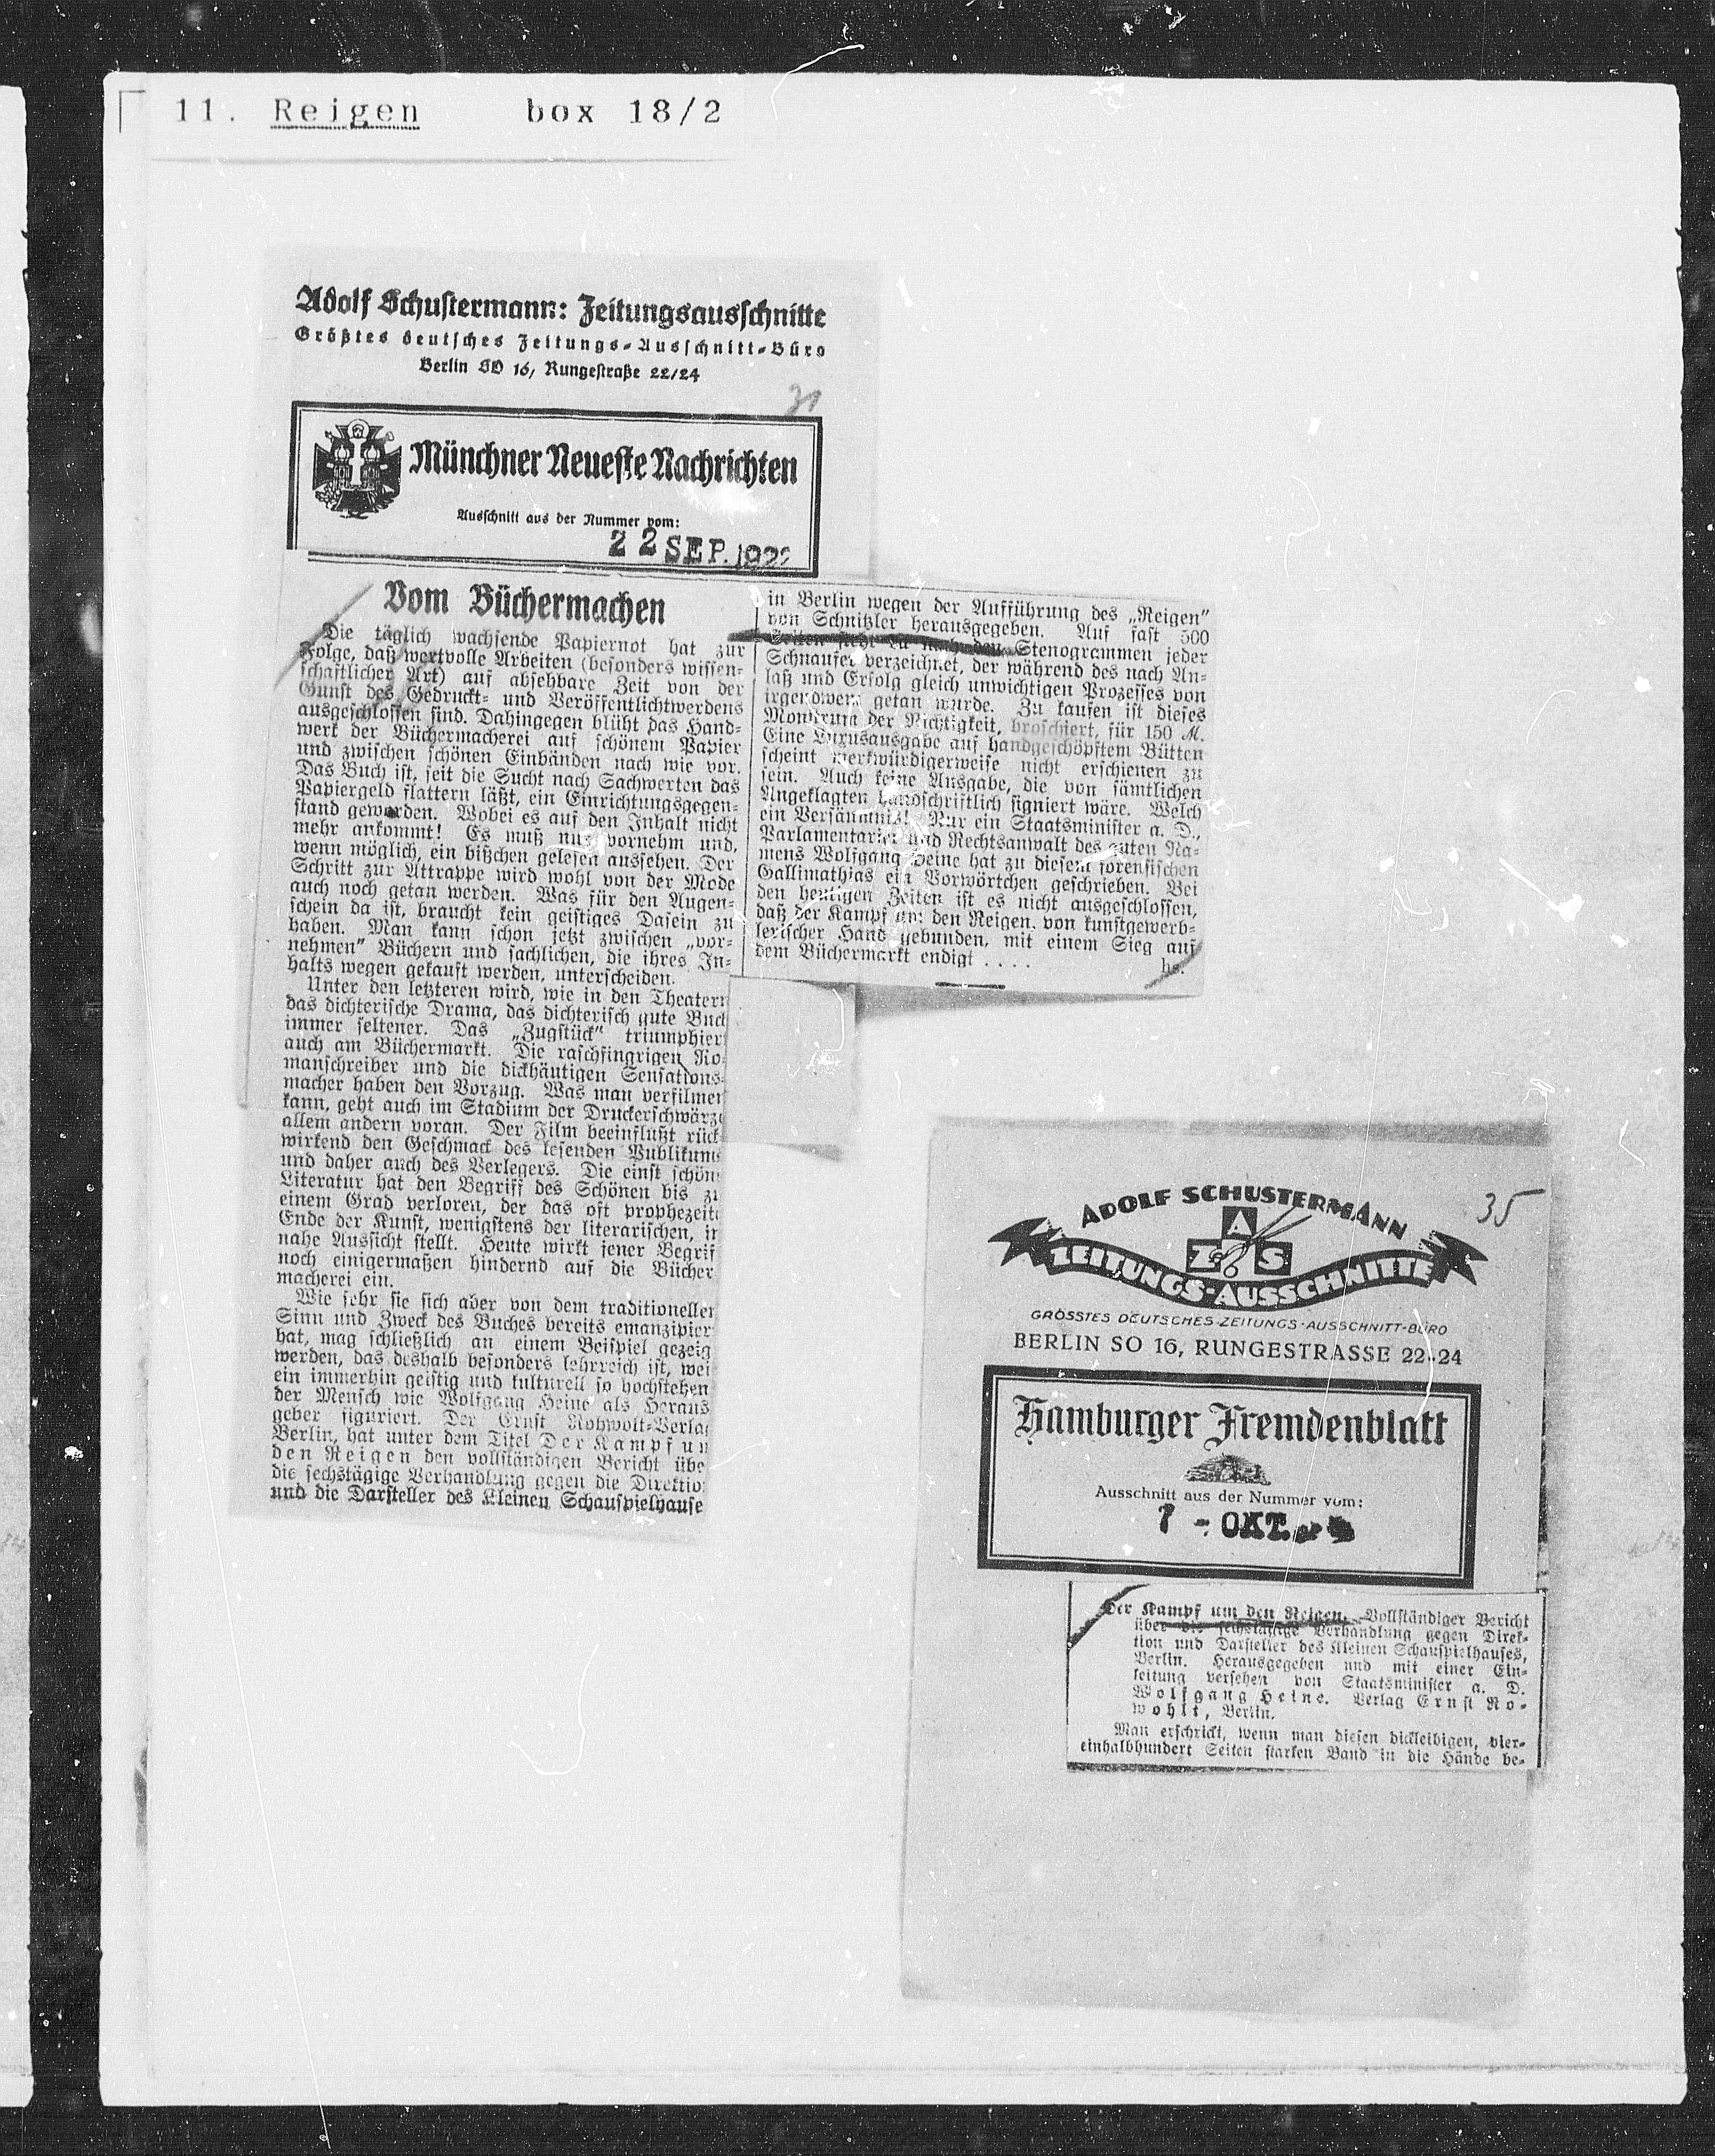 11. Reigen box 18/2
Adolf Schustermann: Zeitungsausschnitte
Größtes deutsches Zeitungs-Ausschnitt-Büro
Berlin SO 16, Rungestraße 22/24
31
Münchner Neueste Nachrichten
Ausschnitt aus der Nummer vom:
22 SEP. 192
Vom Büchermachen
Die täglich wachsende Papiernot hat zur
Folge, daß wertvolle Arbeiten (besonders wissen-
schaftlicher Art) auf absehbare Zeit von der
Gunst des Gedruckt- und Veröffentlichtwerdens
ausgeschlossen sind. Dahingegen blüht das Hand-
werk der Büchermacherei auf schönem Papier
und zwischen schönen Einbänden nach wie vor.
Das Buch ist, seit die Sucht nach Sachwerten das
Papiergeld flattern läßt, ein Einrichtungsgegen-
stand geworden. Wobei es auf den Inhalt nicht
mehr ankommt! Es muß nur vornehm und,
wenn möglich, ein bißchen gelesen aussehen. Der
Schritt zur Attrappe wird wohl von der Mode
auch noch getan werden. Was für den Augen-
schein da ist, braucht kein geistiges Dasein zu
haben. Man kann schon jetzt zwischen „vor-
nehmen“ Büchern und sachlichen, die ihres In-
halts wegen gekauft werden, unterscheiden.
Unter den letzteren wird, wie in den Theatern
das dichterische Drama, das dichterisch gute Buch
immer seltener. Das „Zugstück“ triumphier
auch am Büchermarkt. Die raschfingrigen Ro-
manschreiber und die dickhäutigen Sensations-
macher haben den Vorzug. Was man verfilmen
kann, geht auch im Stadium der Druckerschwärze
allem andern voran. Der Film beeinflußt rück-
wirkend den Geschmack des lesenden Publikums
und daher auch des Verlegers. Die einst schöne
Literatur hat den Begriff des Schönen bis zu
einem Grad verloren, der das oft prophezeite
Ende der Kunst, wenigstens der literarischen, in
nahe Aussicht stellt. Heute wirkt jener Begrif
noch einigermaßen hindernd auf die Bücher
macherei ein.
Wie sehr sie sich aber von dem traditionellen
Sinn und Zweck des Buches bereits emanzipier
hat, mag schließlich an einem Beispiel gezeig
werden, das deshalb besonders lehrreich ist, wei
ein immerhin geistig und kulturell so hochstehen
der Mensch wie Wolfgang Heine als Heraus
geber figuriert. Der Ernst Rohwolt-Verlag
Berlin, hat unter dem Titel Der Kampf um
den Reigen den vollständigen Bericht übe
die sechstägige Verhandlung gegen die Direktio
und die Darsteller des Kleinen Schauspielhause
in Berlin wegen der Aufführung des „Reigen“
von Schnitzler herausgegeben. Auf fast 500
Seiten steht da nach den Stenogrammen jeder
Schnaufer verzeichnet, der während des nach An-
laß und Erfolg gleich unwichtigen Prozesses von
irgendwem getan wurde. Zu kaufen ist dieses
Monstrum der Nichtigkeit, broschiert, für 150 M.
Eine Luxusausgabe auf handgeschöpftem Bütten
scheint merkwürdigerweise nicht erschienen zu
sein. Auch keine Ausgabe, die von sämtlichen
Angeklagten handschriftlich signiert wäre. Welch
ein Versäumnis! Nur ein Staatsminister a. D.,
Parlamentarier und Rechtsanwalt des guten Na-
mens Wolfgang Heine hat zu diesem forensischen
Gallimathias ein Vorwörtchen geschrieben. Bei
den heutigen Zeiten ist es nicht ausgeschlossen,
daß der Kampf um den Reigen, von kunstgewerb-
lerischer Hand gebunden, mit einem Sieg auf
dem Büchermarkt endigt . . . .
hs.
35
ADOLF SCHUSTERMANN
A
Z S
ZEITUNGS-AUSSCHNITTE
GRÖSSTES DEUTSCHES ZEITUNGS-AUSSCHNITT-BÜRO
BERLIN SO 16, RUNGESTRASSE 22-24
Hamburger Fremdenblatt
Ausschnitt aus der Nummer vom:
7 - OKT.
Der Kampf um den Reigen. Vollständiger Bericht
über die sechstägige Verhandlung gegen Direk-
tion und Darsteller des Kleinen Schauspielhauses,
Berlin. Herausgegeben und mit einer Ein-
leitung versehen von Staatsminister a. D.
Wolfgang Heine. Verlag Ernst Ro-
wohlt, Berlin.
Man erschrickt, wenn man diesen dickleibigen, vier-
einhalbhundert Seiten starken Band in die Hände be-